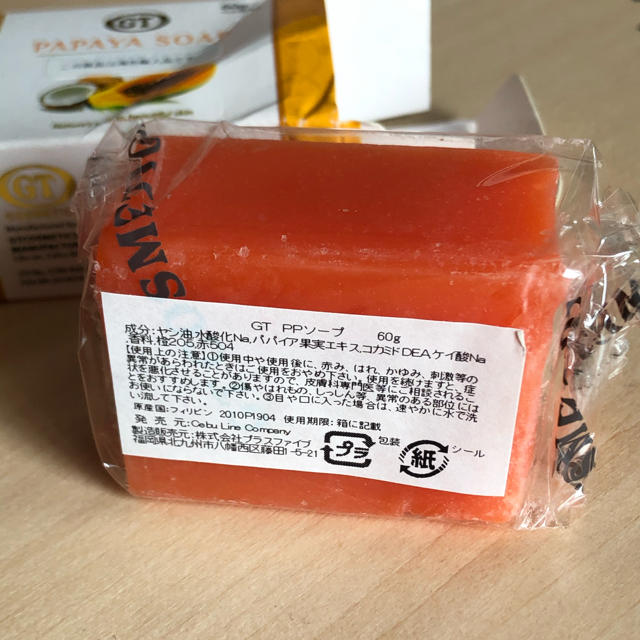 GT
PAPAYA SOAP
GT
GT PPソープ 60g
成分:ヤシ油,水酸化Na,パパイア果実エキス,コカミドDEA,ケイ酸Na
香料,橙205,赤504
【使用上の注意】①使用中や使用後に、赤み、はれ、かゆみ、刺激等の
異常があらわれたときはご使用をおやめ下さい。使用を続けますと、症
状を悪化させることがありますので、皮膚科専門医等にご相談されるこ
とをおすすめします。②傷やはれもの、しっしん等、異常のある部位には
お使いにならないで下さい。③目や口に入った場合は、速やかに水で洗
い流して下さい。
原産国:フィリピン 2010P1904 使用期限:箱に記載
発売元:Cebu Line Company
製造販売元:株式会社プラスファイブ
福岡県北九州市八幡西区藤田1-5-21
プラ
包装
紙
シール